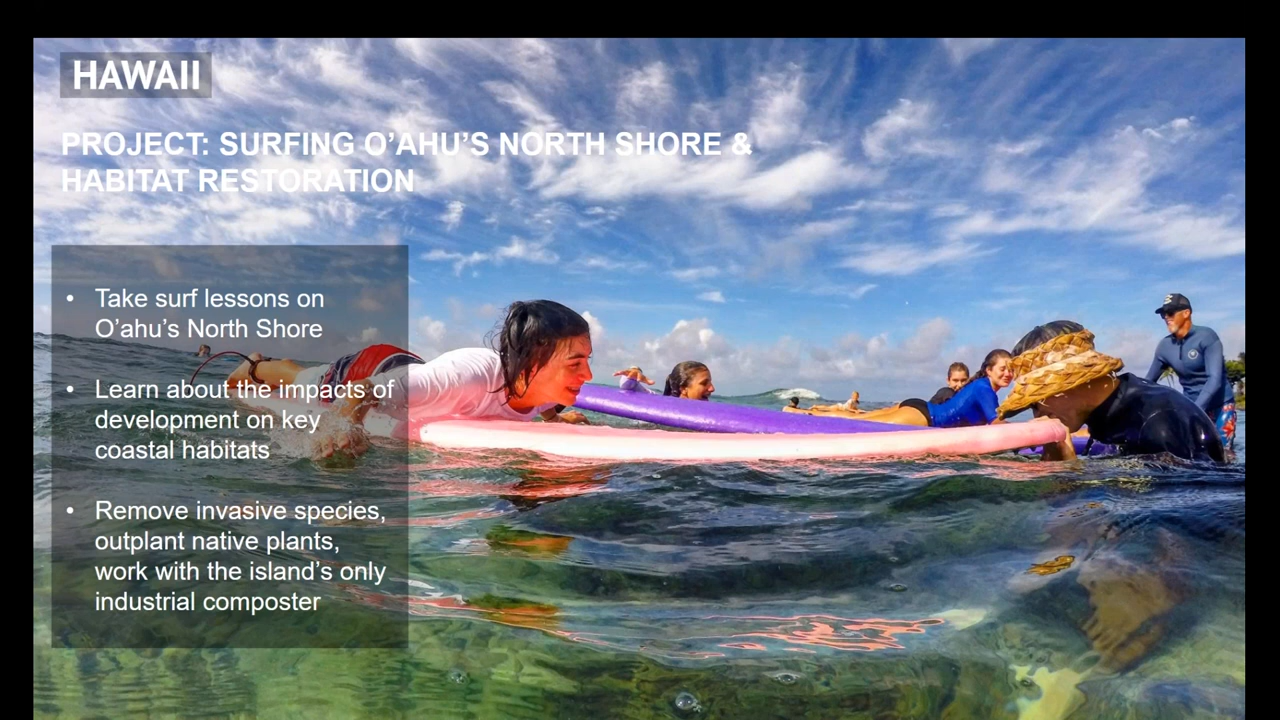 HAWAII
PROJECT: SURFING O’AHU’S NORTH SHORE &
HABITAT RESTORATION
• Take surf lessons on
O’ahu’s North Shore
• Learn about the impacts of
development on key
coastal habitats
• Remove invasive species,
outplant native plants,
work with the island’s only
industrial composter